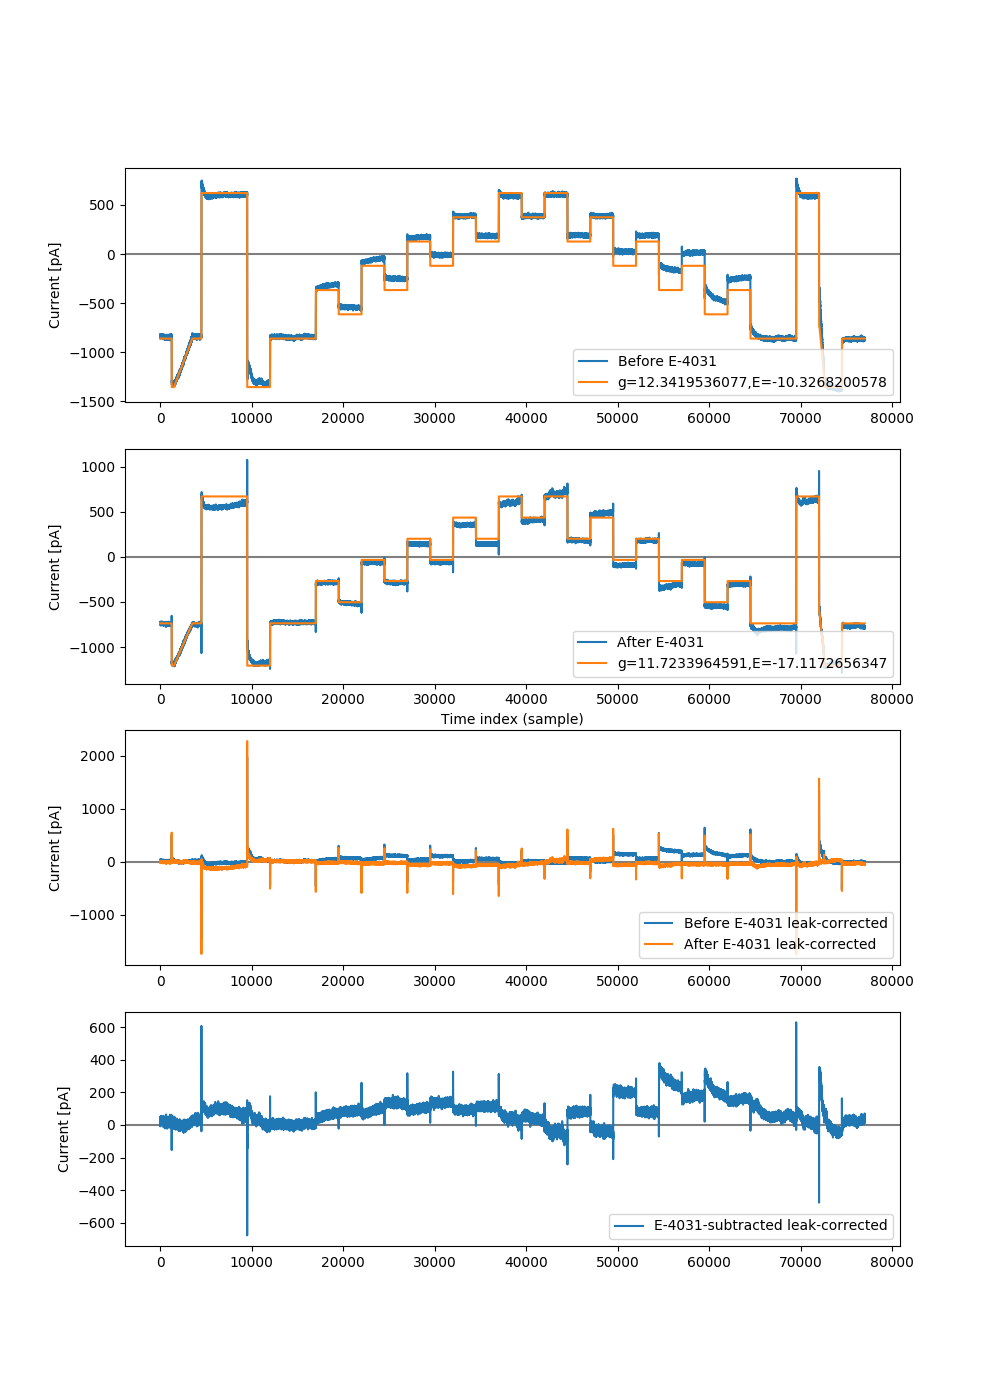 500
0
−500
−1000
−1500
Current [pA]
Before E-4031
g=12.3419536077,E=-10.3268200578
0 10000 20000 30000 40000 50000 60000 70000 80000
1000
500
0
−500
−1000
Current [pA]
After E-4031
g=11.7233964591,E=-17.1172656347
0 10000 20000 30000 40000 50000 60000 70000 80000
Time index (sample)
2000
1000
0
−1000
Current [pA]
Before E-4031 leak-corrected
After E-4031 leak-corrected
0 10000 20000 30000 40000 50000 60000 70000 80000
600
400
200
0
−200
−400
−600
Current [pA]
E-4031-subtracted leak-corrected
0 10000 20000 30000 40000 50000 60000 70000 80000